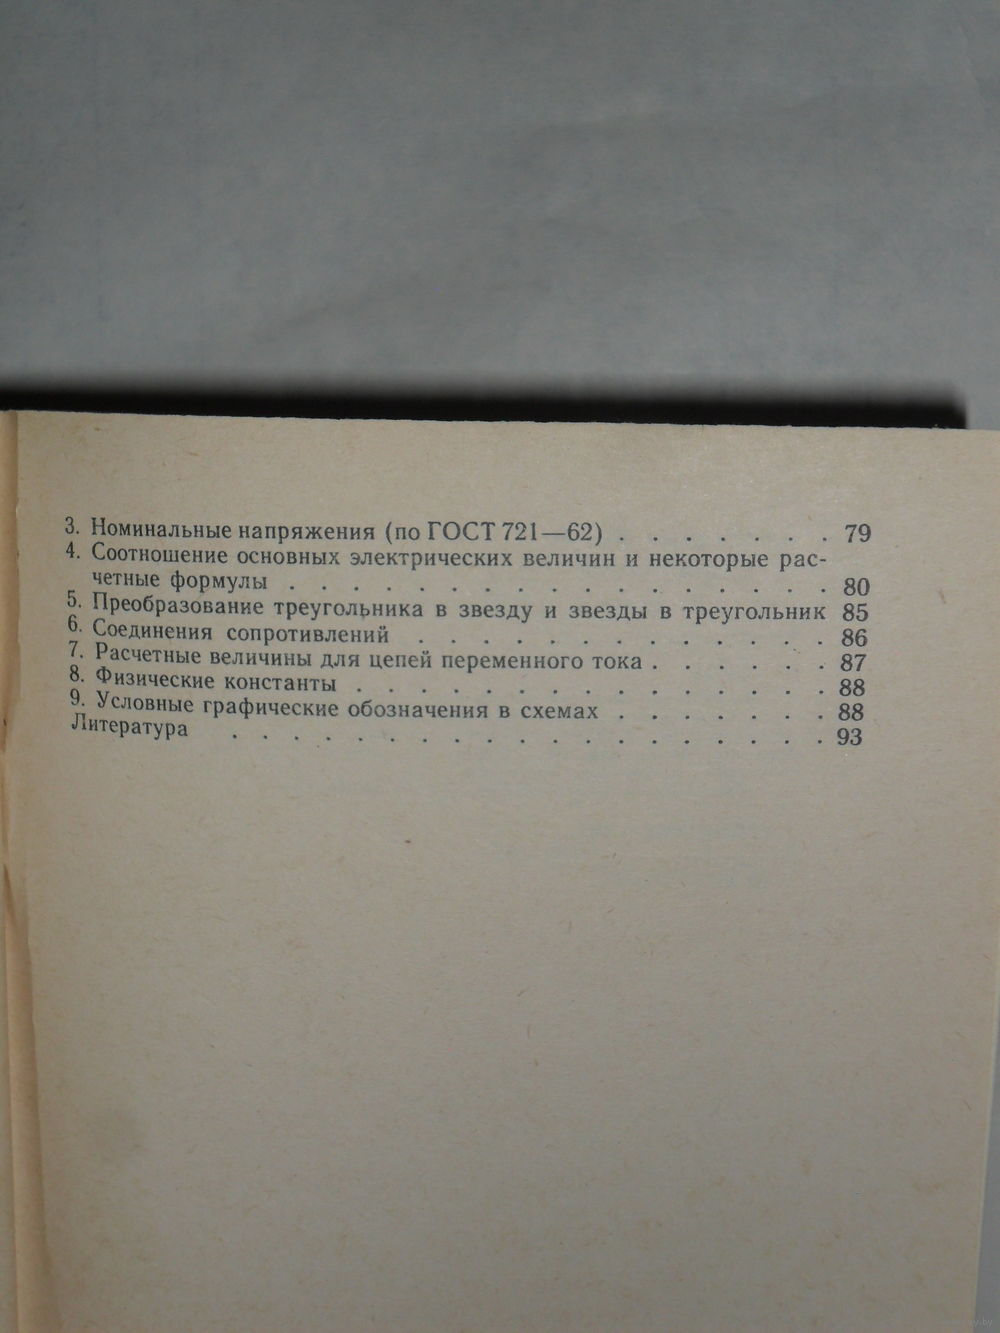 3. Номинальные напряжения (по ГОСТ 721—62) . . . . . . . 79
4. Соотношение основных электрических величин и некоторые рас-
четные формулы . . . . . . . . . . . . . . . . . 80
5. Преобразование треугольника в звезду и звезды в треугольник 85
6. Соединения сопротивлений . . . . . . . . . . . . . 86
7. Расчетные величины для цепей переменного тока . . . . . . 87
8. Физические константы . . . . . . . . . . . . . . . 88
9. Условные графические обозначения в схемах . . . . . . . 88
Литература . . . . . . . . . . . . . . . . . . . 93